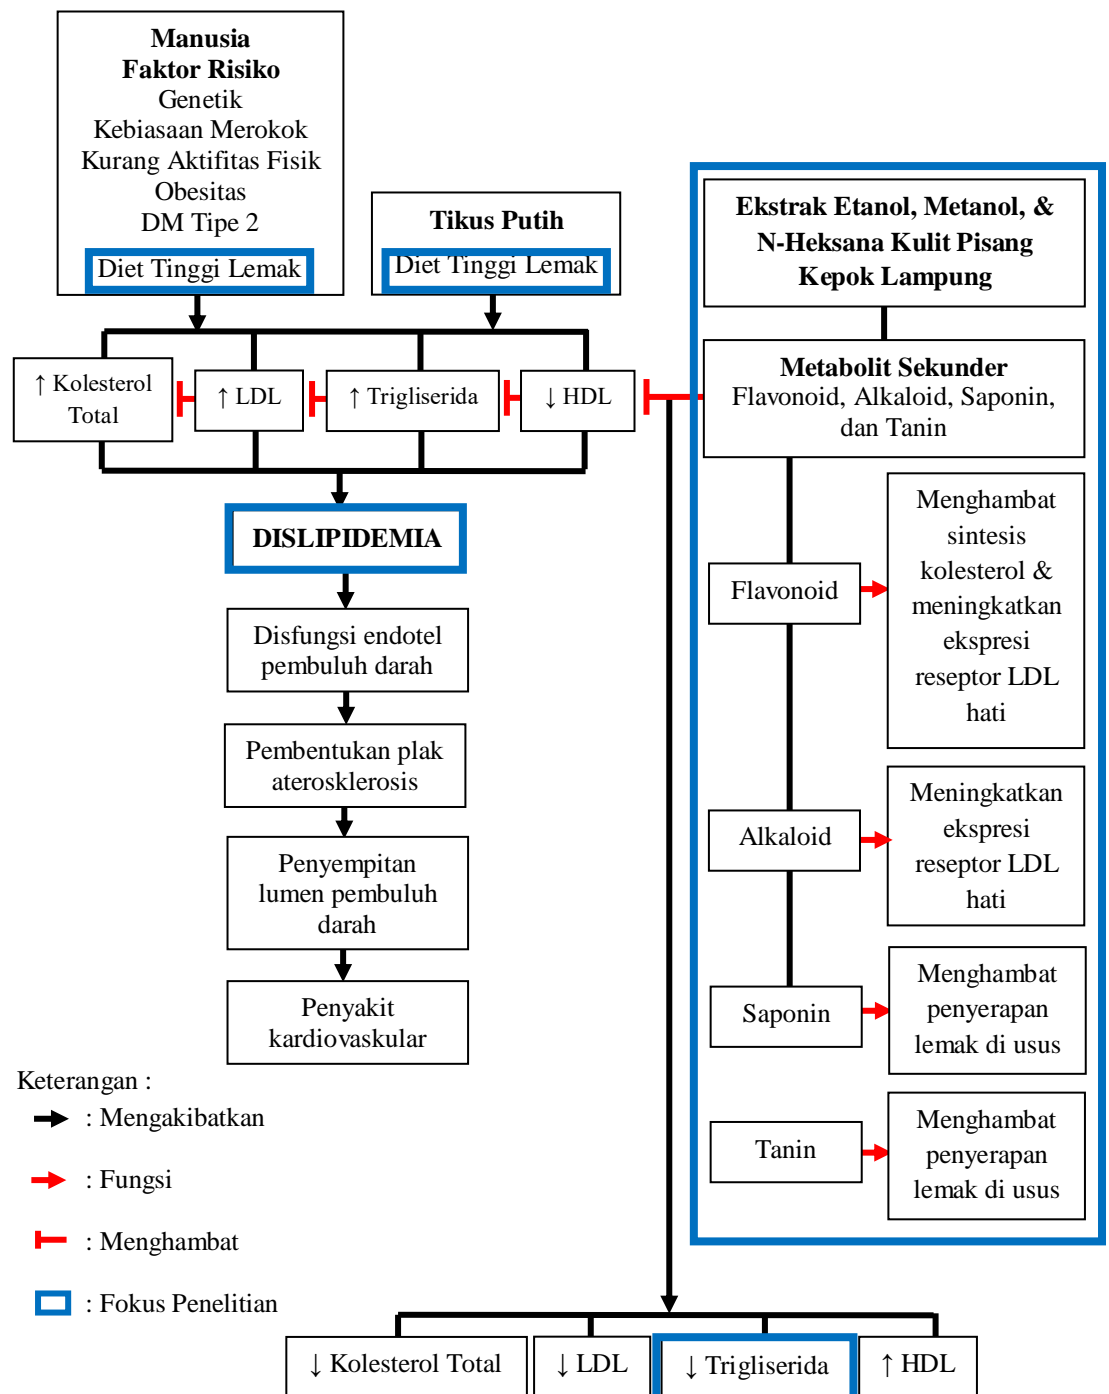 Manusia
Faktor Risiko
Genetik
Kebiasaan Merokok
Kurang Aktifitas Fisik
Obesitas
DM Tipe 2
Diet Tinggi Lemak
Tikus Putih
Diet Tinggi Lemak
Ekstrak Etanol, Metanol, &
N-Heksana Kulit Pisang
Kepok Lampung
↑ Kolesterol
Total
↑ LDL
↑ Trigliserida
↓ HDL
Metabolit Sekunder
Flavonoid, Alkaloid, Saponin,
dan Tanin
DISLIPIDEMIA
Disfungsi endotel
pembuluh darah
Pembentukan plak
aterosklerosis
Penyempitan
lumen pembuluh
darah
Penyakit
kardiovaskular
Flavonoid
Menghambat
sintesis
kolesterol &
meningkatkan
ekspresi
reseptor LDL
hati
Alkaloid
Meningkatkan
ekspresi
reseptor LDL
hati
Saponin
Menghambat
penyerapan
lemak di usus
Tanin
Menghambat
penyerapan
lemak di usus
Keterangan :
: Mengakibatkan
: Fungsi
: Menghambat
: Fokus Penelitian
↓ Kolesterol Total
↓ LDL
↓ Trigliserida
↑ HDL